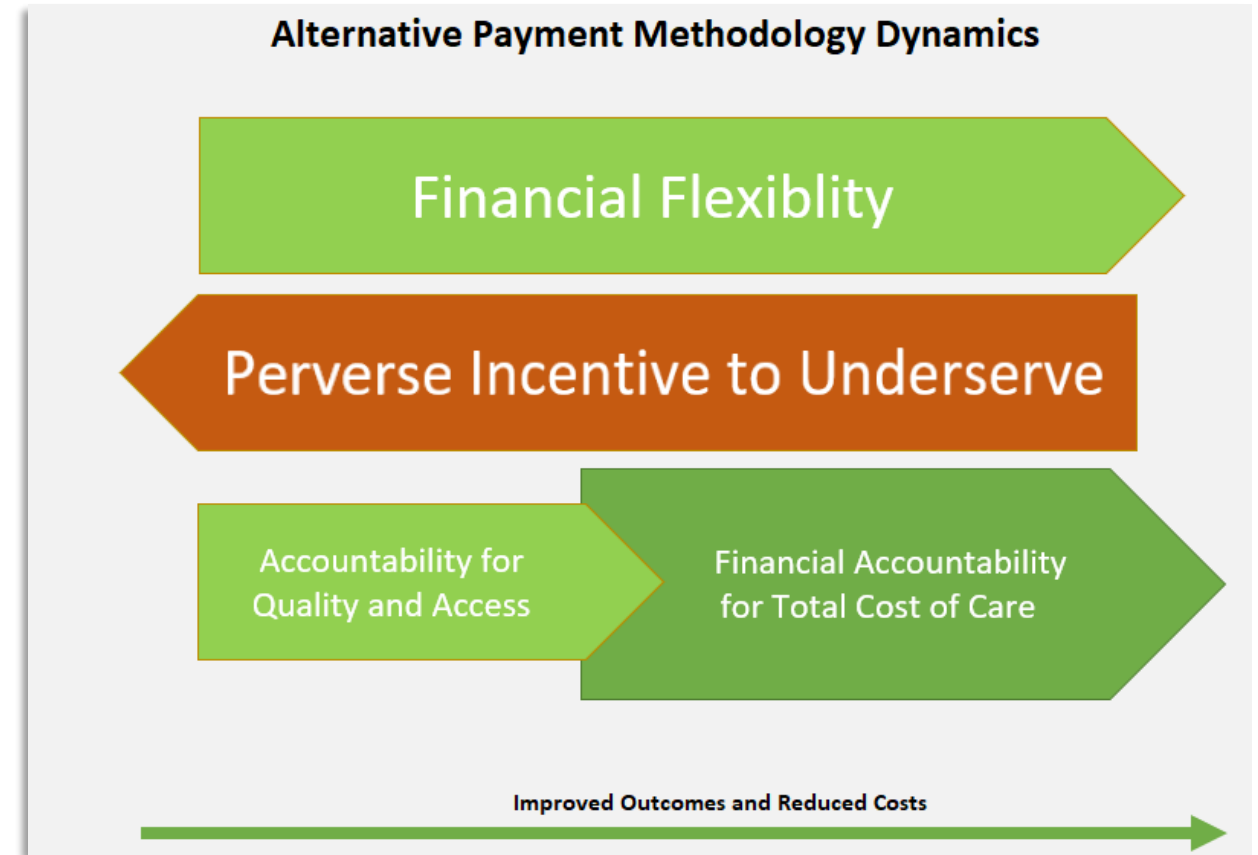 Alternative Payment Methodology Dynamics
Financial Flexiblity
Perverse Incentive to Underserve
Accountability for
Quality and Access
Financial Accountability
for Total Cost of Care
Improved Outcomes and Reduced Costs